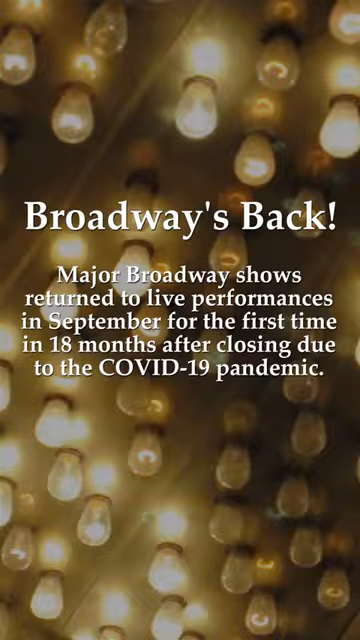 Broadway's Back!
Major Broadway shows
returned to live performances
in September for the first time
in 18 months after closing due
to the COVID-19 pandemic.